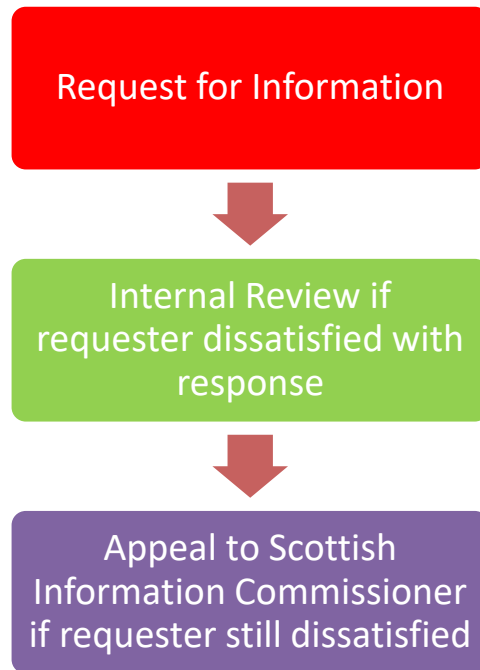 Request for Information
Internal Review if
requester dissatisfied with
response
Appeal to Scottish
Information Commissioner
if requester still dissatisfied